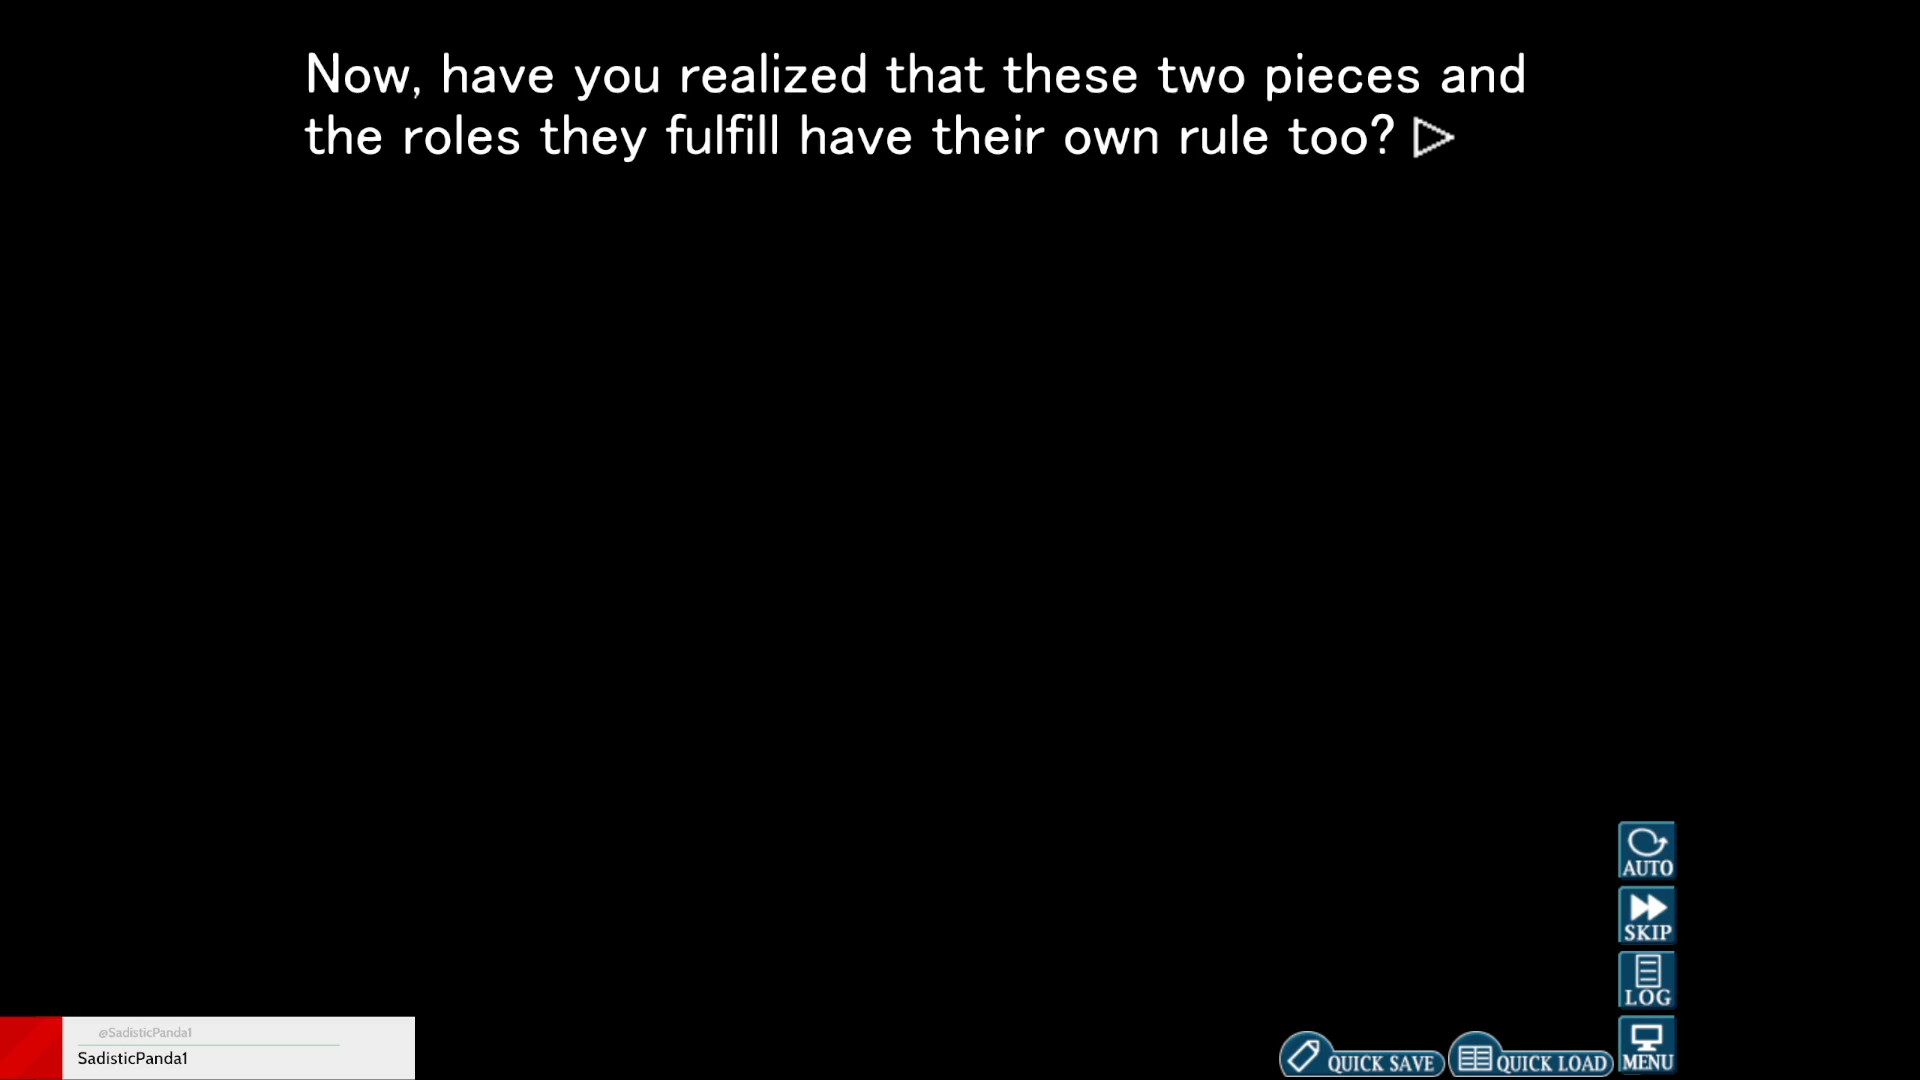 Now, have you realized that these two pieces and
the roles they fulfill have their own rule too?
AUTO
SKIP
LOG
MENU
QUICK SAVE
QUICK LOAD
@SadisticPanda1
SadisticPanda1